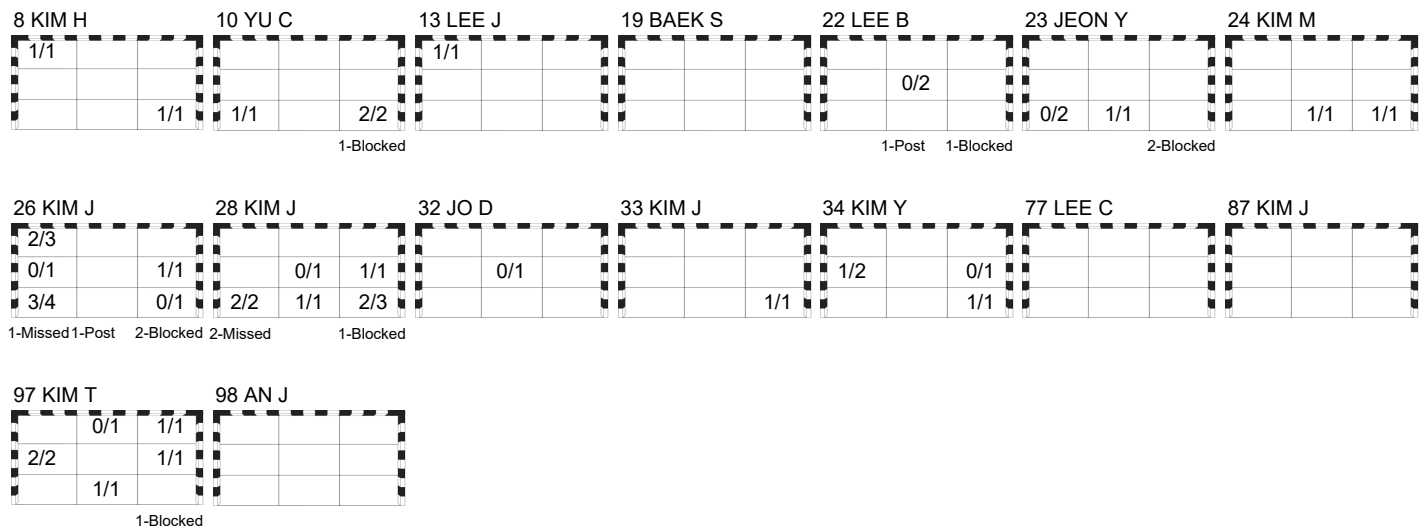 8 KIM H 10 YU C 13 LEE J 19 BAEK S 22 LEE B 23 JEON Y 24 KIM M
1/1 1/1
0/2
1/1 1/1 2/2 0/2 1/1 1/1 1/1
1-Blocked 1-Post 1-Blocked 2-Blocked
26 KIM J 28 KIM J 32 JO D 33 KIM J 34 KIM Y 77 LEE C 87 KIM J
2/3
0/1 1/1 0/1 1/1 0/1 1/2 0/1
3/4 0/1 2/2 1/1 2/3 1/1 1/1
1-Missed 1-Post 2-Blocked 2-Missed 1-Blocked
97 KIM T 98 AN J
0/1 1/1
2/2 1/1
1/1
1-Blocked